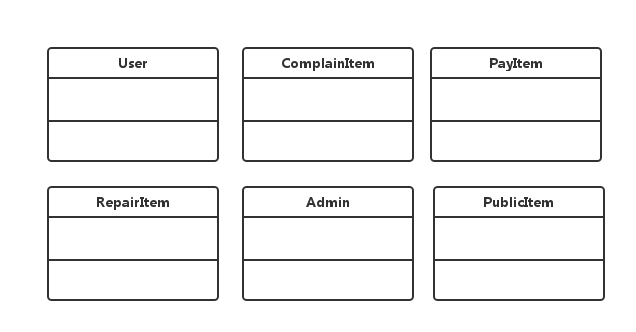 User
ComplainItem
PayItem
RepairItem
Admin
PublicItem